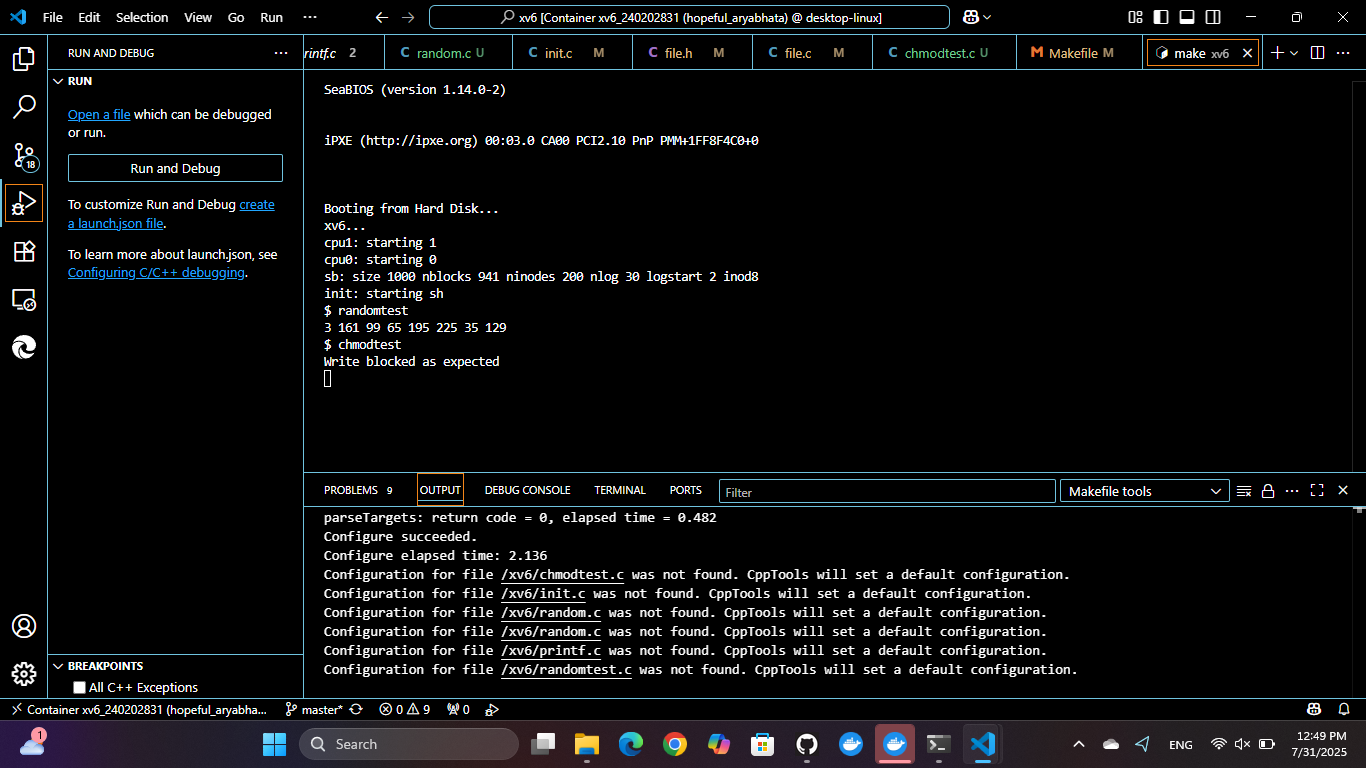 File Edit Selection View Go Run ···
xv6 [Container xv6_240202831 (hopeful_aryabhata) @ desktop-linux]
RUN AND DEBUG ···
rintf.c 2
C random.c U
C init.c M
C file.h M
C file.c M
C chmodtest.c U
M Makefile M
make xv6
RUN
Open a file which can be debugged
or run.
Run and Debug
To customize Run and Debug create
a launch.json file.
To learn more about launch.json, see
Configuring C/C++ debugging.
18
SeaBIOS (version 1.14.0-2)
iPXE (http://ipxe.org) 00:03.0 CA00 PCI2.10 PnP PMM+1FF8F4C0+0
Booting from Hard Disk...
xv6...
cpu1: starting 1
cpu0: starting 0
sb: size 1000 nblocks 941 ninodes 200 nlog 30 logstart 2 inod8
init: starting sh
$ randomtest
3 161 99 65 195 225 35 129
$ chmodtest
Write blocked as expected
PROBLEMS 9 OUTPUT DEBUG CONSOLE TERMINAL PORTS
Filter
Makefile tools
parseTargets: return code = 0, elapsed time = 0.482
Configure succeeded.
Configure elapsed time: 2.136
Configuration for file /xv6/chmodtest.c was not found. CppTools will set a default configuration.
Configuration for file /xv6/init.c was not found. CppTools will set a default configuration.
Configuration for file /xv6/random.c was not found. CppTools will set a default configuration.
Configuration for file /xv6/random.c was not found. CppTools will set a default configuration.
Configuration for file /xv6/printf.c was not found. CppTools will set a default configuration.
Configuration for file /xv6/randomtest.c was not found. CppTools will set a default configuration.
BREAKPOINTS
All C++ Exceptions
Container xv6_240202831 (hopeful_aryabha... master* 0 9 0
1
Search
ENG
12:49 PM
7/31/2025